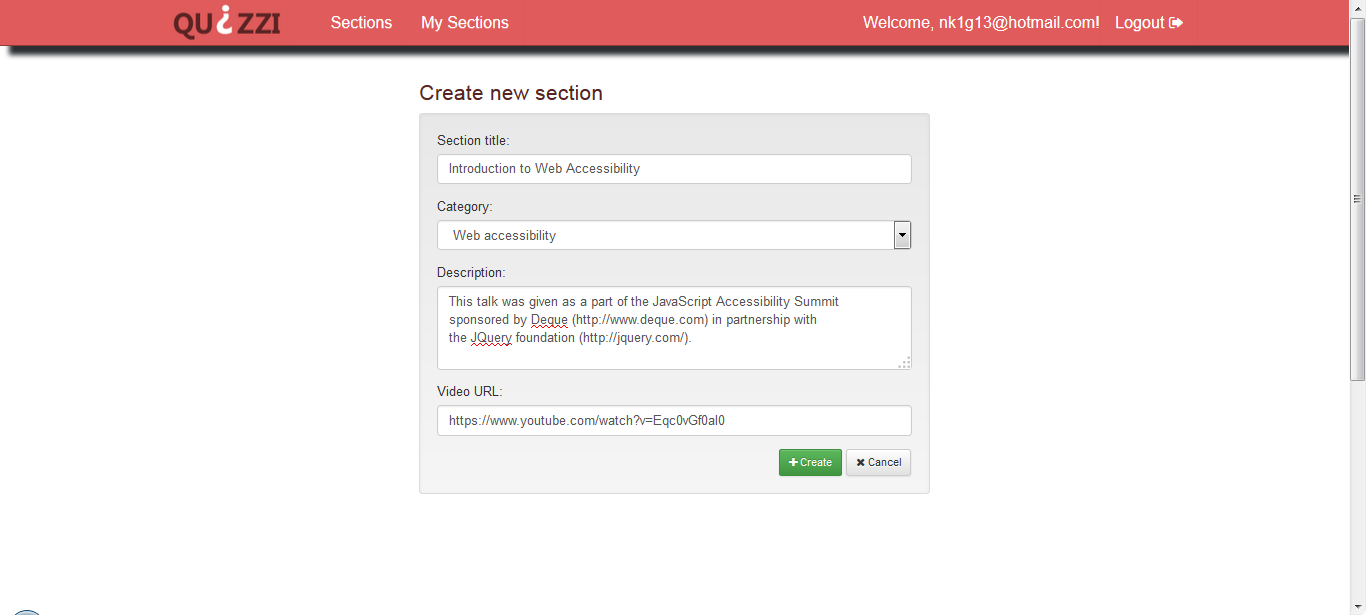 QU¿ZZI Sections My Sections Welcome, nk1g13@hotmail.com! Logout
Create new section
Section title:
Introduction to Web Accessibility
Category:
Web accessibility
Description:
This talk was given as a part of the JavaScript Accessibility Summit
sponsored by Deque (http://www.deque.com) in partnership with
the JQuery foundation (http://jquery.com/).
Video URL:
https://www.youtube.com/watch?v=Eqc0vGf0al0
Create Cancel